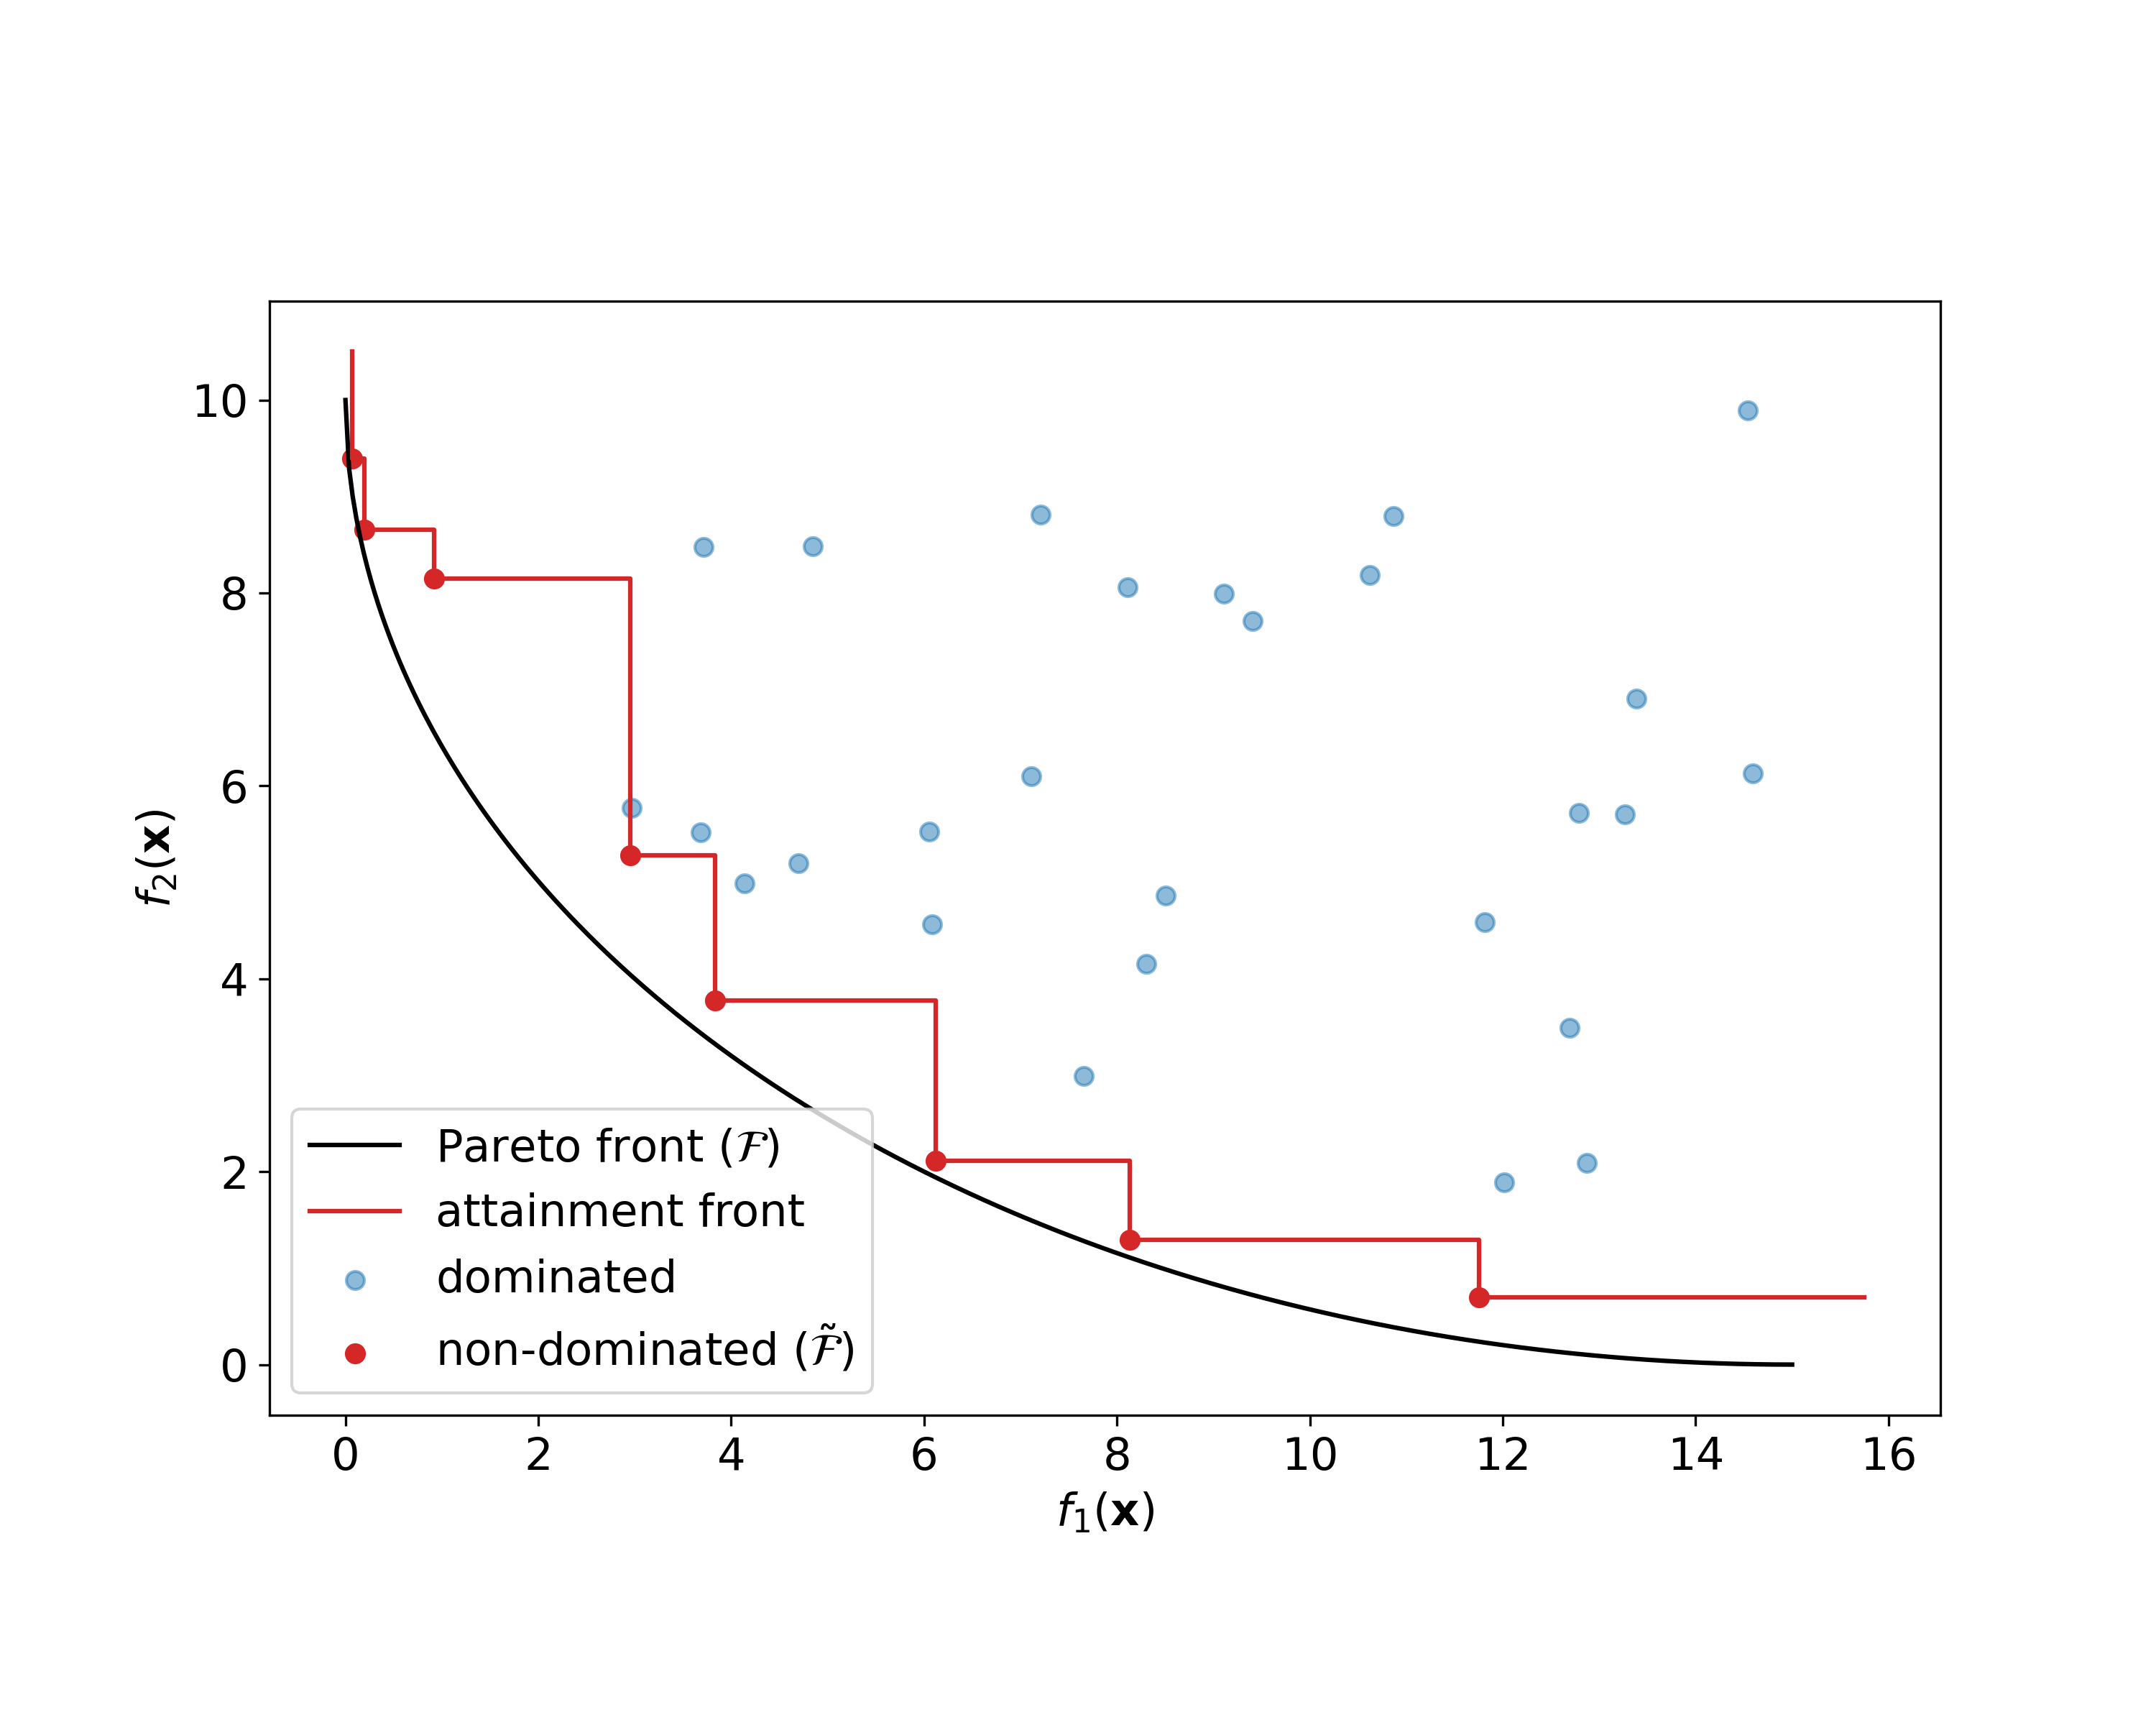 10
8
6
4
2
0
f₂(𝐱)
Pareto front (ℱ)
attainment front
dominated
non-dominated (ℱ̃)
0 2 4 6 8 10 12 14 16
f₁(𝐱)